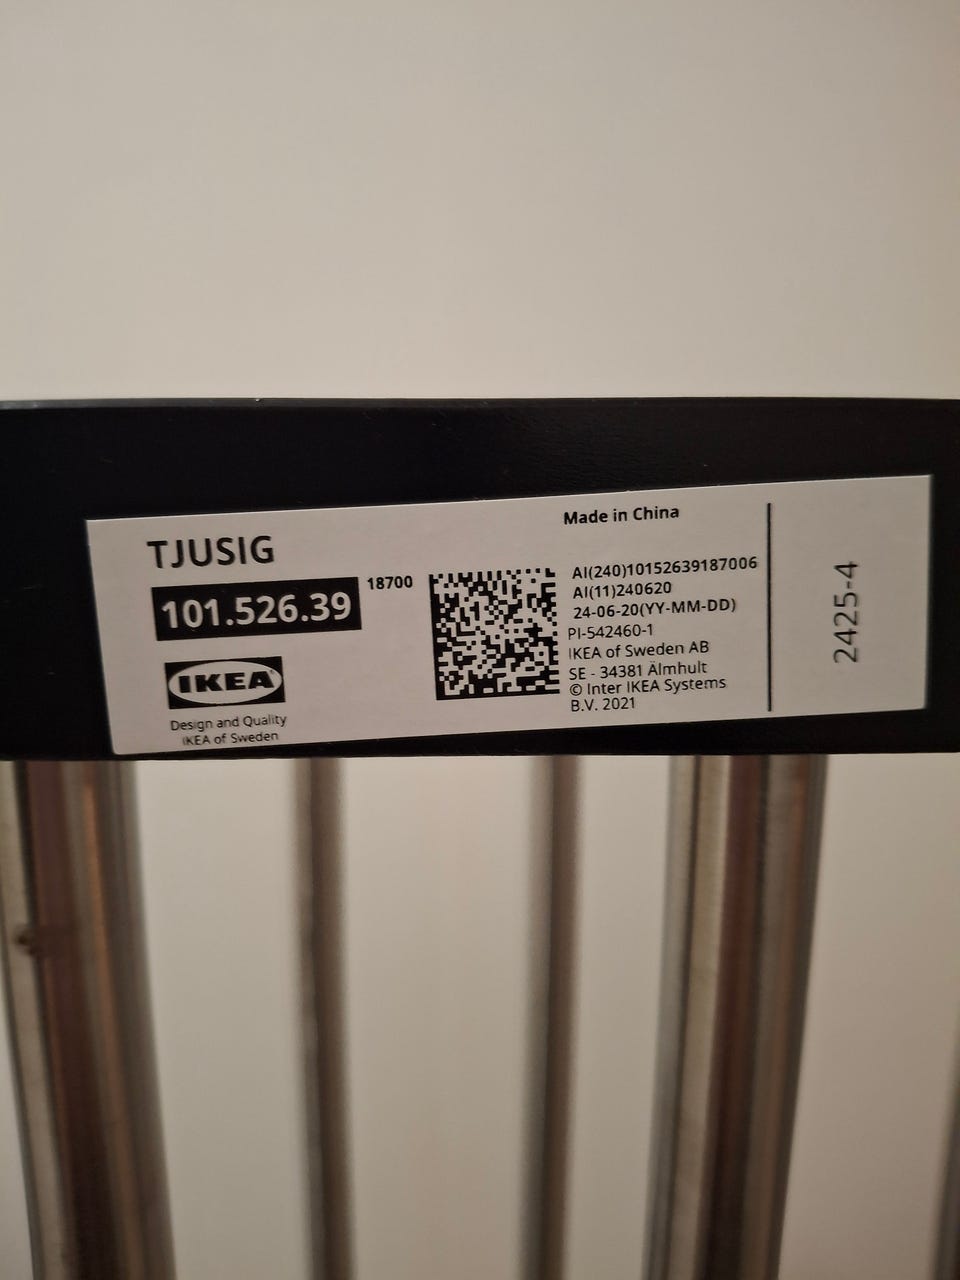 TJUSIG
101.526.39
18700
IKEA
Design and Quality
IKEA of Sweden
Made in China
AI(240)10152639187006
AI(11)240620
24-06-20(YY-MM-DD)
PI-542460-1
IKEA of Sweden AB
SE - 34381 Älmhult
© Inter IKEA Systems
B.V. 2021
2425-4